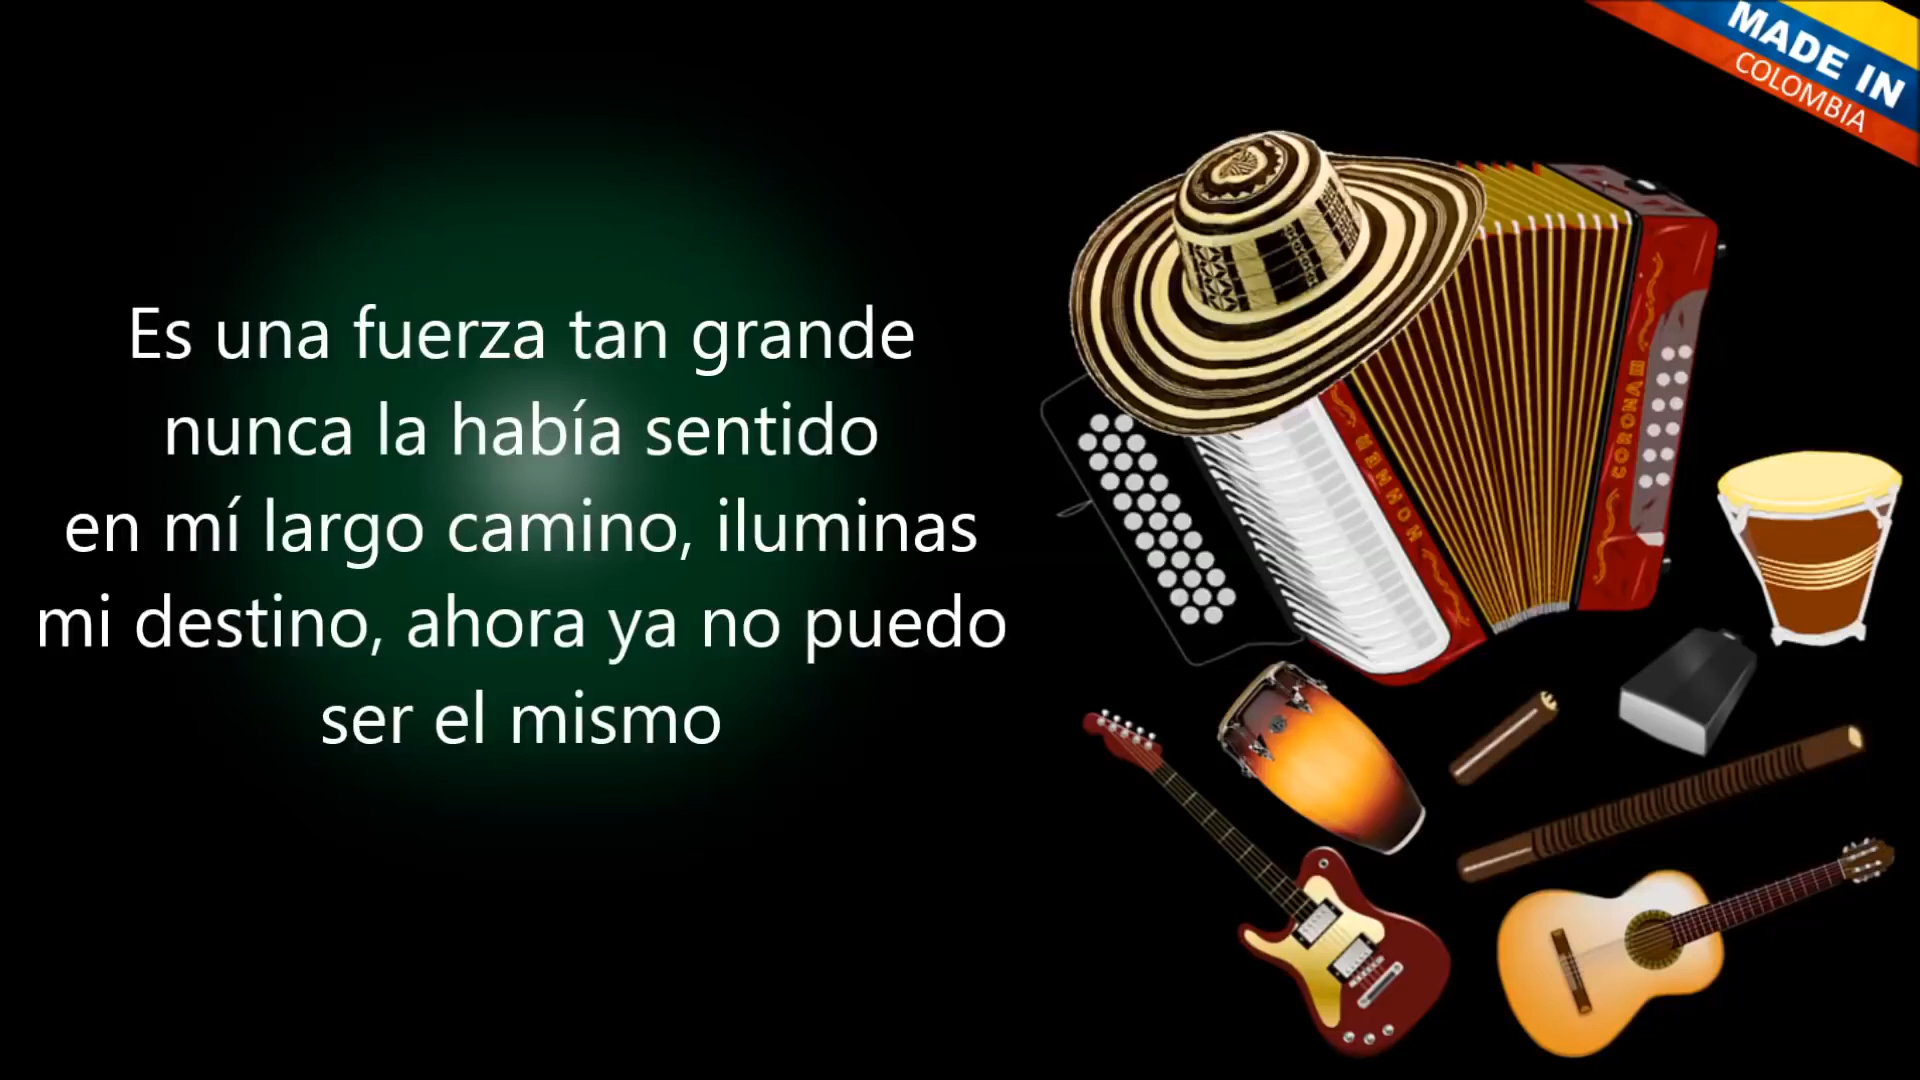 Es una fuerza tan grande
nunca la había sentido
en mí largo camino, iluminas
mi destino, ahora ya no puedo
ser el mismo
MADE IN
COLOMBIA
HOHNER
CORONA III